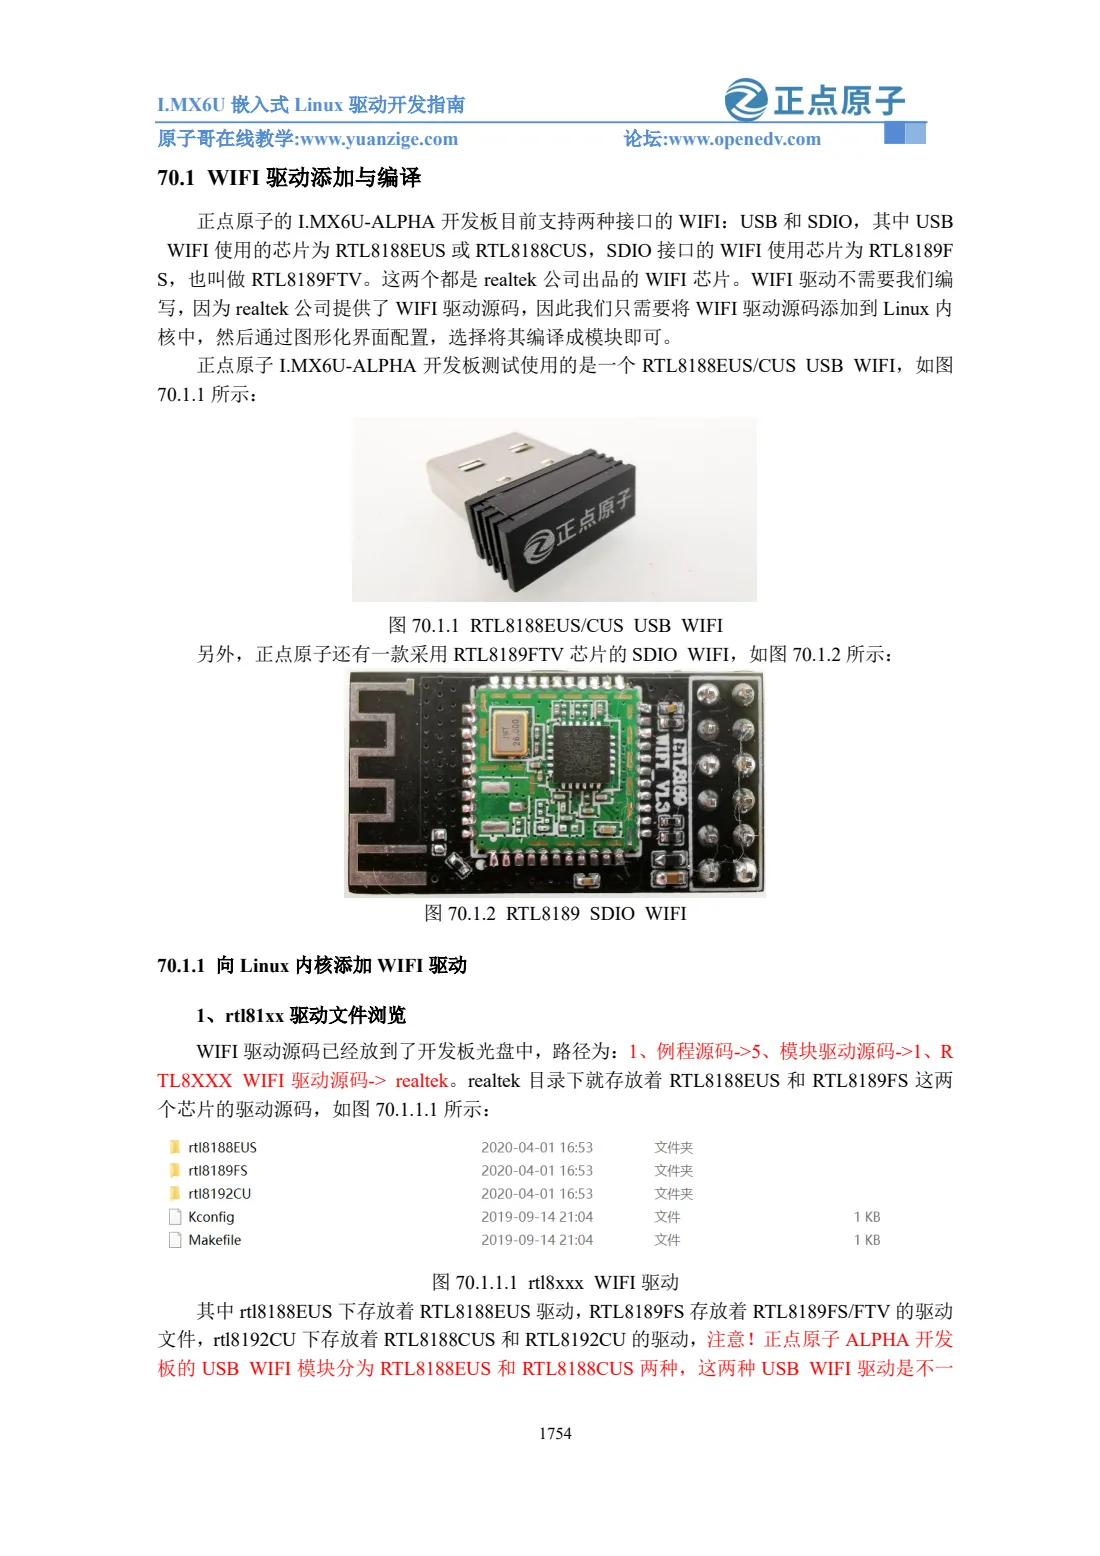 I.MX6U 嵌入式 Linux 驱动开发指南
正点原子
原子哥在线教学:www.yuanzige.com 论坛:www.openedv.com
70.1 WIFI 驱动添加与编译
正点原子的 I.MX6U-ALPHA 开发板目前支持两种接口的 WIFI：USB 和 SDIO，其中 USB
WIFI 使用的芯片为 RTL8188EUS 或 RTL8188CUS，SDIO 接口的 WIFI 使用芯片为 RTL8189F
S，也叫做 RTL8189FTV。这两个都是 realtek 公司出品的 WIFI 芯片。WIFI 驱动不需要我们编
写，因为 realtek 公司提供了 WIFI 驱动源码，因此我们只需要将 WIFI 驱动源码添加到 Linux 内
核中，然后通过图形化界面配置，选择将其编译成模块即可。
正点原子 I.MX6U-ALPHA 开发板测试使用的是一个 RTL8188EUS/CUS USB WIFI，如图
70.1.1 所示：
正点原子
图 70.1.1 RTL8188EUS/CUS USB WIFI
另外，正点原子还有一款采用 RTL8189FTV 芯片的 SDIO WIFI，如图 70.1.2 所示：
26.000
RTL8189
WIFI V1.3
图 70.1.2 RTL8189 SDIO WIFI
70.1.1 向 Linux 内核添加 WIFI 驱动
1、rtl81xx 驱动文件浏览
WIFI 驱动源码已经放到了开发板光盘中，路径为：1、例程源码->5、模块驱动源码->1、R
TL8XXX WIFI 驱动源码-> realtek。realtek 目录下就存放着 RTL8188EUS 和 RTL8189FS 这两
个芯片的驱动源码，如图 70.1.1.1 所示：
rtl8188EUS 2020-04-01 16:53 文件夹
rtl8189FS 2020-04-01 16:53 文件夹
rtl8192CU 2020-04-01 16:53 文件夹
Kconfig 2019-09-14 21:04 文件 1 KB
Makefile 2019-09-14 21:04 文件 1 KB
图 70.1.1.1 rtl8xxx WIFI 驱动
其中 rtl8188EUS 下存放着 RTL8188EUS 驱动，RTL8189FS 存放着 RTL8189FS/FTV 的驱动
文件，rtl8192CU 下存放着 RTL8188CUS 和 RTL8192CU 的驱动，注意！正点原子 ALPHA 开发
板的 USB WIFI 模块分为 RTL8188EUS 和 RTL8188CUS 两种，这两种 USB WIFI 驱动是不一
1754